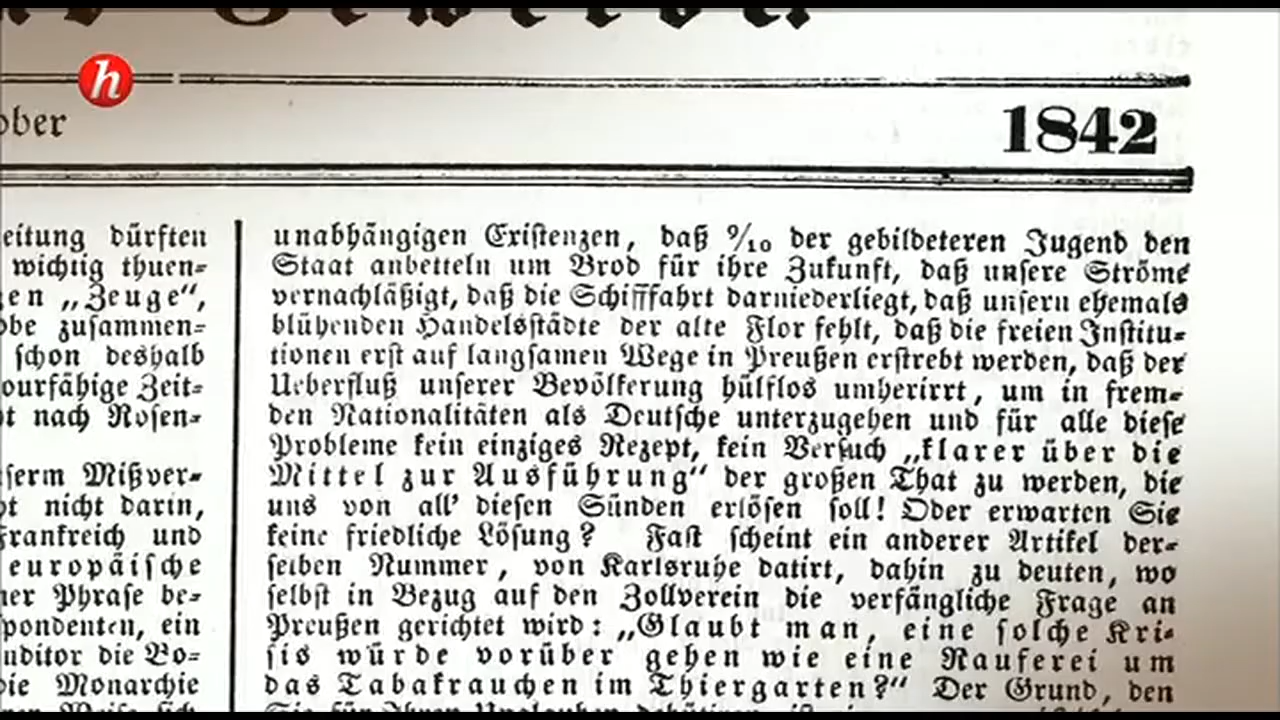 h
1842
eitung dürften
wichtig thuen=
„Zeuge“,
zusammen=
schon deshalb
ourfähige Zeit=
nach Rosen=
serm Mißver=
nicht darin,
Frankreich und
europäische
Phrase be=
pondenten, ein
uditor die Bo=
die Monarchie
unabhängigen Existenzen, daß 9/10 der gebildeteren Jugend den
Staat anbetteln um Brod für ihre Zukunft, daß unsere Ströme
vernachläßigt, daß die Schifffahrt darniederliegt, daß unsern ehemals
blühenden Handelsstädte der alte Flor fehlt, daß die freien Institu=
tionen erst auf langsamen Wege in Preußen erstrebt werden, daß der
Ueberfluß unserer Bevölkerung hülflos umherirrt, um in frem=
den Nationalitäten als Deutsche unterzugehen und für alle diese
Probleme kein einziges Rezept, kein Versuch „klarer über die
Mittel zur Ausführung“ der großen That zu werden, die
uns von all’ diesen Sünden erlösen soll! Oder erwarten Sie
keine friedliche Lösung? Fast scheint ein anderer Artikel der=
selben Nummer, von Karlsruhe datirt, dahin zu deuten, wo
selbst in Bezug auf den Zollverein die verfängliche Frage an
Preußen gerichtet wird: „Glaubt man, eine solche Kri=
sis würde vorüber gehen wie eine Rauferei um
das Tabakrauchen im Thiergarten?“ Der Grund, den